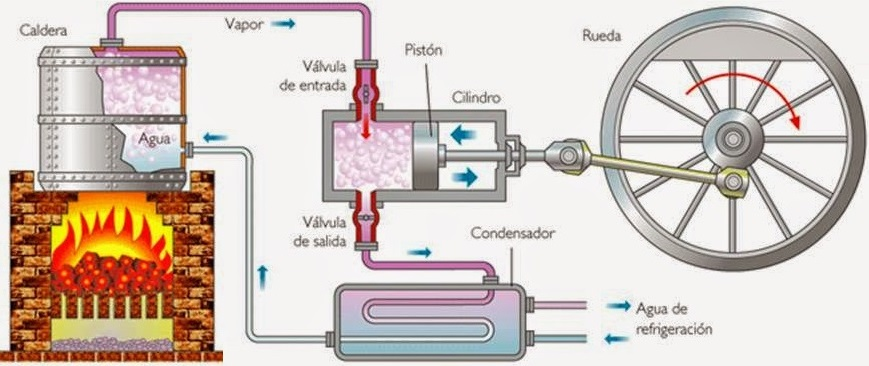 Caldera
Vapor
Pistón
Rueda
Válvula
de entrada
Cilindro
Agua
Válvula
de salida
Condensador
Agua de
refrigeración